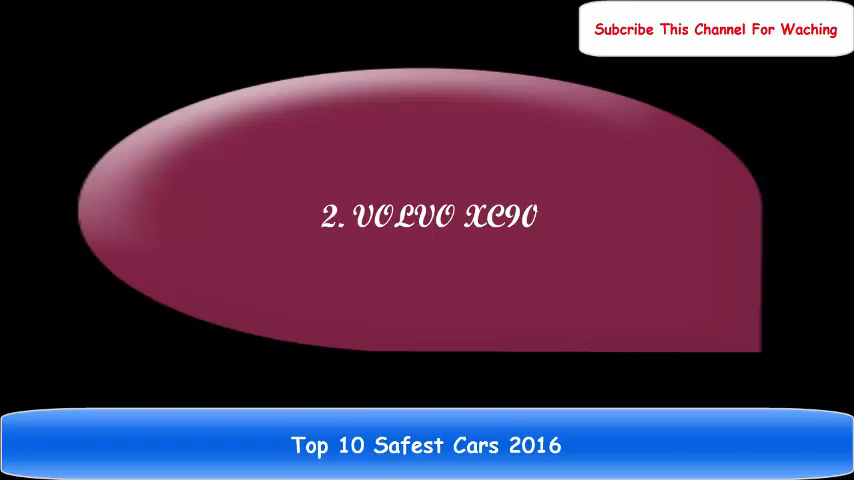 Subcribe This Channel For Waching
2. VOLVO XC90
Top 10 Safest Cars 2016